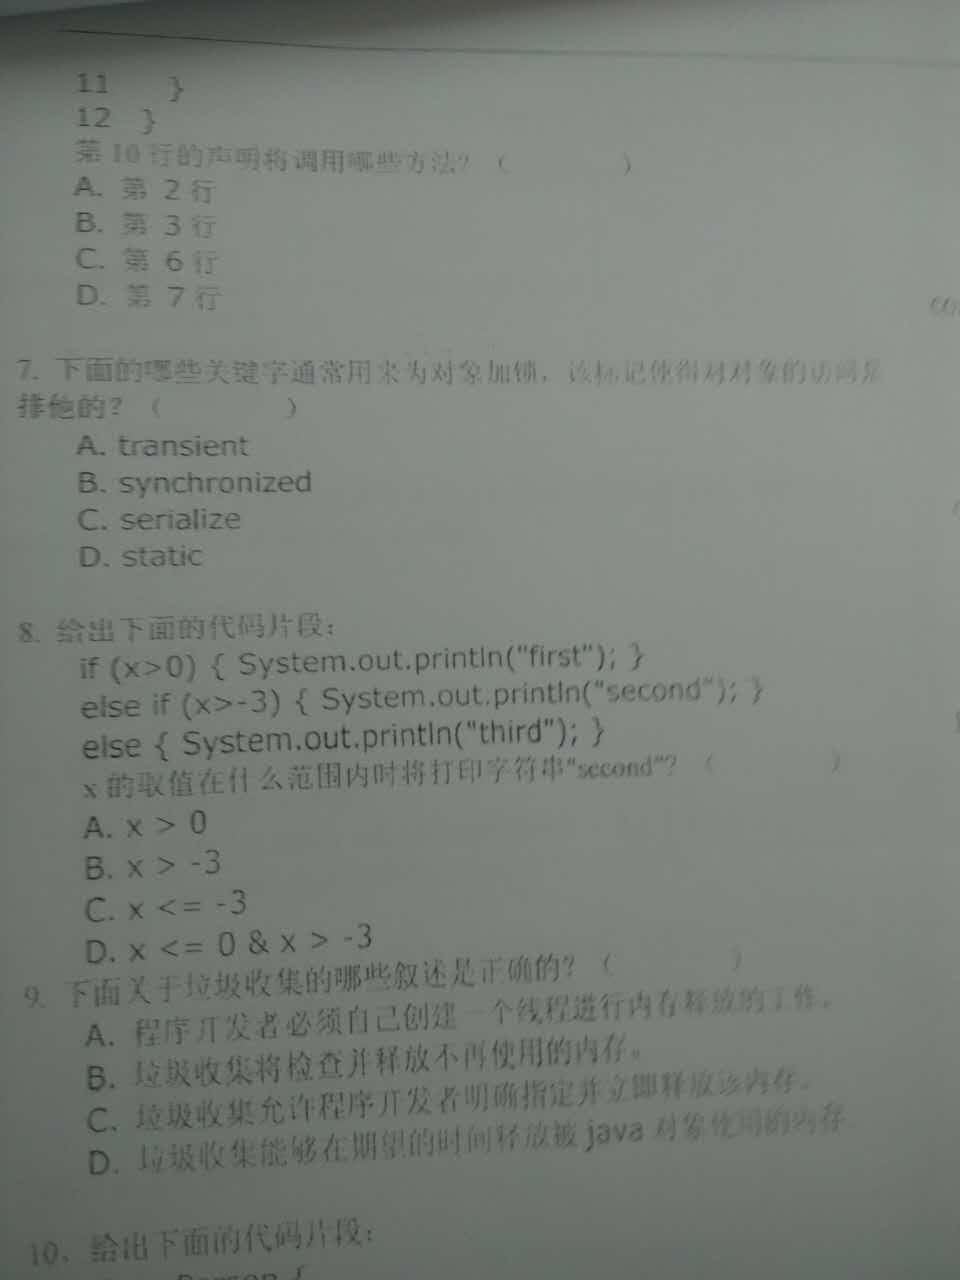 11 }
12 }
第 10 行的声明将调用哪些方法? ( )
A. 第 2 行
B. 第 3 行
C. 第 6 行
D. 第 7 行
7. 下面的哪些关键字通常用来为对象加锁，该标记使得对对象的访问是
排他的? ( )
A. transient
B. synchronized
C. serialize
D. static
8. 给出下面的代码片段:
if (x>0) { System.out.println("first"); }
else if (x>-3) { System.out.println("second"); }
else { System.out.println("third"); }
x 的取值在什么范围内时将打印字符串"second"? ( )
A. x > 0
B. x > -3
C. x <= -3
D. x <= 0 & x > -3
9. 下面关于垃圾收集的哪些叙述是正确的? ( )
A. 程序开发者必须自己创建一个线程进行内存释放的工作。
B. 垃圾收集将检查并释放不再使用的内存。
C. 垃圾收集允许程序开发者明确指定并立即释放该内存。
D. 垃圾收集能够在期望的时间释放被 java 对象使用的内存
10、给出下面的代码片段: